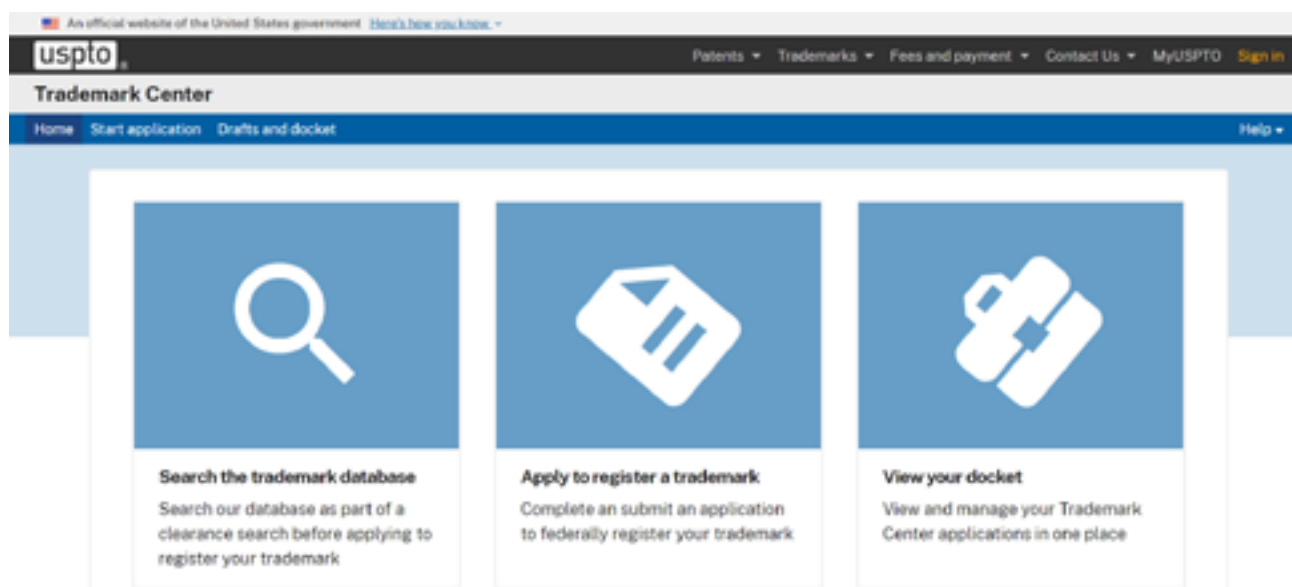 An official website of the United States government Here's how you know
uspto
Patents Trademarks Fees and payment Contact Us MyUSPTO Sign in
Trademark Center
Home Start application Drafts and docket Help
Search the trademark database
Search our database as part of a
clearance search before applying to
register your trademark
Apply to register a trademark
Complete an submit an application
to federally register your trademark
View your docket
View and manage your Trademark
Center applications in one place